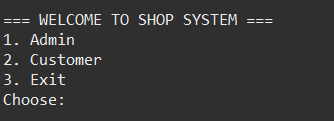 === WELCOME TO SHOP SYSTEM ===
1. Admin
2. Customer
3. Exit
Choose: